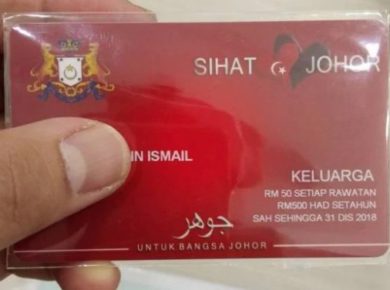 SIHAT JOHOR
IN ISMAIL
KELUARGA
RM 50 SETIAP RAWATAN
RM500 HAD SETAHUN
SAH SEHINGGA 31 DIS 2018
جوهر
UNTUK BANGSA JOHOR